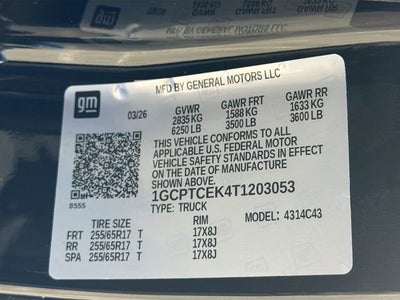 MFD BY GENERAL MOTORS LLC
gm
03/26
GVWR GAWR FRT GAWR RR
2835 KG 1588 KG 1633 KG
6250 LB 3500 LB 3600 LB
THIS VEHICLE CONFORMS TO ALL
APPLICABLE U.S. FEDERAL MOTOR
VEHICLE SAFETY STANDARDS IN
EFFECT ON THE DATE OF
MANUFACTURE SHOWN ABOVE.
1GCPTCEK4T1203053
TYPE: TRUCK
8555
MODEL: 4314C43
TIRE SIZE RIM
FRT 255/65R17 T 17X8J
RR 255/65R17 T 17X8J
SPA 255/65R17 T 17X8J